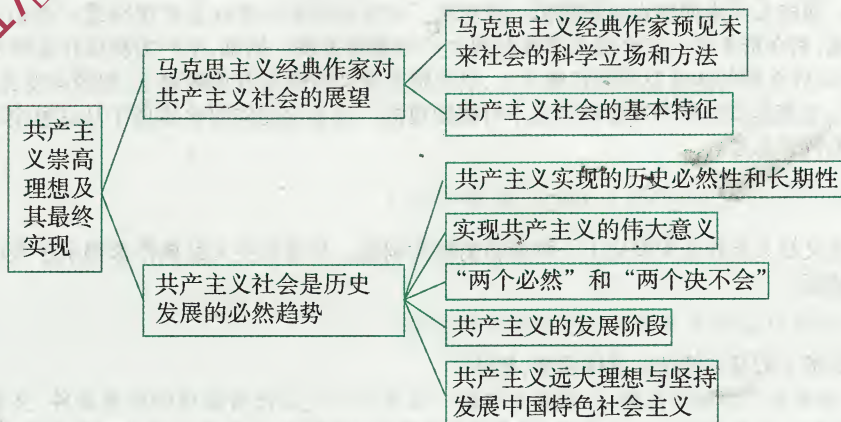 共产主
义崇高
理想及
其最终
实现
马克思主义经典作家对
共产主义社会的展望
马克思主义经典作家预见未
来社会的科学立场和方法
共产主义社会的基本特征
共产主义社会是历史
发展的必然趋势
共产主义实现的历史必然性和长期性
实现共产主义的伟大意义
“两个必然”和“两个决不会”
共产主义的发展阶段
共产主义远大理想与坚持
发展中国特色社会主义